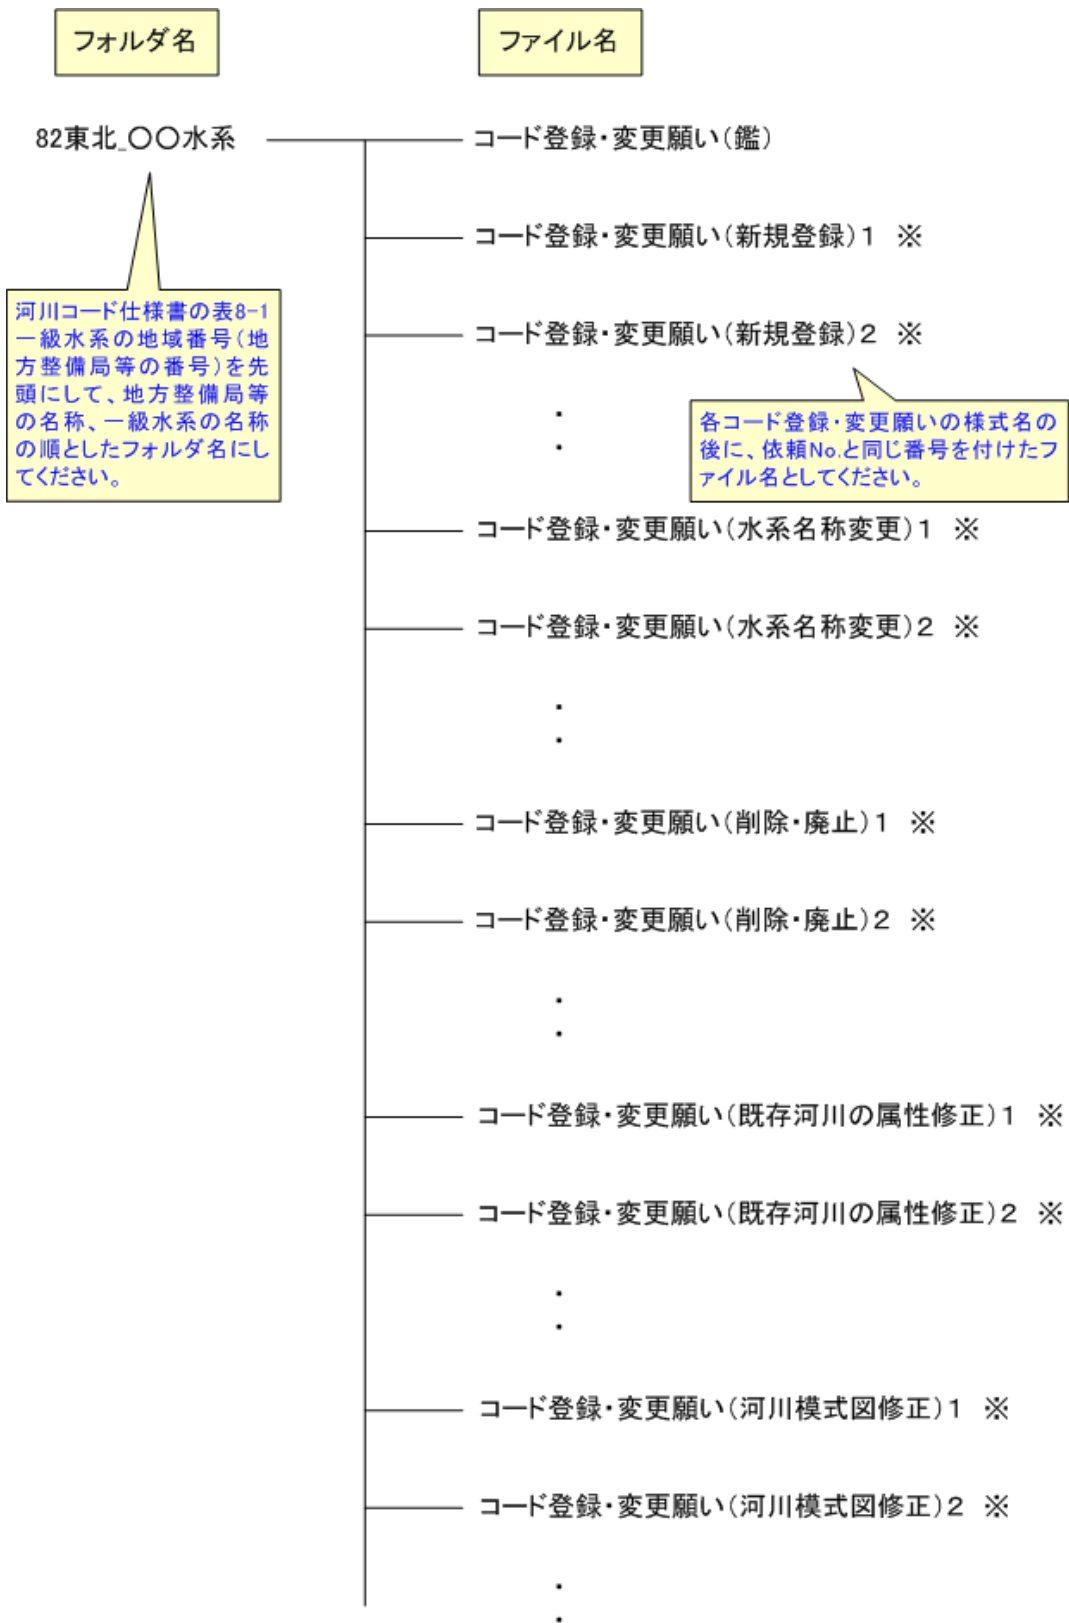 フォルダ名
ファイル名
82東北_〇〇水系
コード登録・変更願い(鑑)
コード登録・変更願い(新規登録)1 ※
河川コード仕様書の表8-1
一級水系の地域番号(地
方整備局等の番号)を先
頭にして、地方整備局等
の名称、一級水系の名称
の順としたフォルダ名にし
てください。
コード登録・変更願い(新規登録)2 ※
・
・
各コード登録・変更願いの様式名の
後に、依頼No.と同じ番号を付けたフ
ァイル名としてください。
コード登録・変更願い(水系名称変更)1 ※
コード登録・変更願い(水系名称変更)2 ※
・
・
コード登録・変更願い(削除・廃止)1 ※
コード登録・変更願い(削除・廃止)2 ※
・
・
コード登録・変更願い(既存河川の属性修正)1 ※
コード登録・変更願い(既存河川の属性修正)2 ※
・
・
コード登録・変更願い(河川模式図修正)1 ※
コード登録・変更願い(河川模式図修正)2 ※
・
・